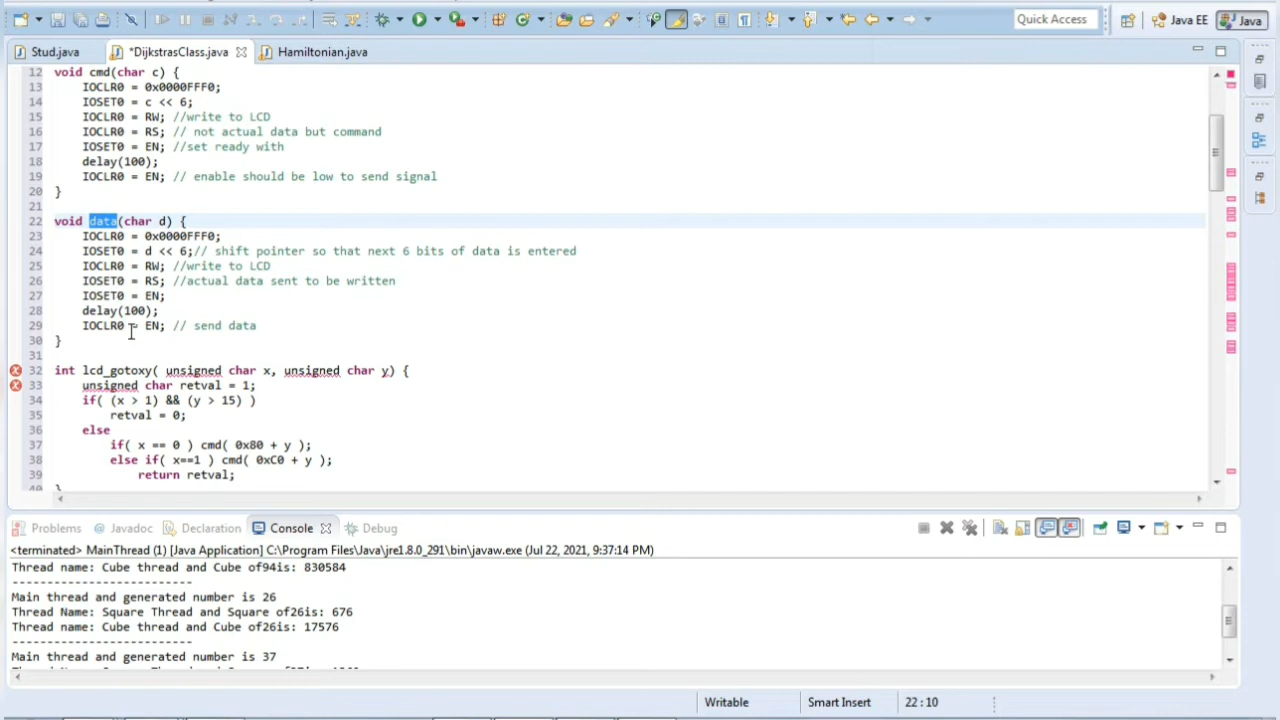 Quick Access
Java EE
Java
Stud.java
*DijkstrasClass.java
Hamiltonian.java
12 void cmd(char c) {
13 IOCLR0 = 0x0000FFF0;
14 IOSET0 = c << 6;
15 IOCLR0 = RW; //write to LCD
16 IOCLR0 = RS; // not actual data but command
17 IOSET0 = EN; //set ready with
18 delay(100);
19 IOCLR0 = EN; // enable should be low to send signal
20 }
21
22 void data(char d) {
23 IOCLR0 = 0x0000FFF0;
24 IOSET0 = d << 6;// shift pointer so that next 6 bits of data is entered
25 IOCLR0 = RW; //write to LCD
26 IOSET0 = RS; //actual data sent to be written
27 IOSET0 = EN;
28 delay(100);
29 IOCLR0 = EN; // send data
30 }
31
32 int lcd_gotoxy( unsigned char x, unsigned char y) {
33 unsigned char retval = 1;
34 if( (x > 1) && (y > 15) )
35 retval = 0;
36 else
37 if( x == 0 ) cmd( 0x80 + y );
38 else if( x==1 ) cmd( 0xC0 + y );
39 return retval;
40 }
Problems
@ Javadoc
Declaration
Console
Debug
<terminated> MainThread (1) [Java Application] C:\Program Files\Java\jre1.8.0_291\bin\javaw.exe (Jul 22, 2021, 9:37:14 PM)
Thread name: Cube thread and Cube of94is: 830584
--------------------------
Main thread and generated number is 26
Thread Name: Square Thread and Square of26is: 676
Thread name: Cube thread and Cube of26is: 17576
--------------------------
Main thread and generated number is 37
Writable
Smart Insert
22:10